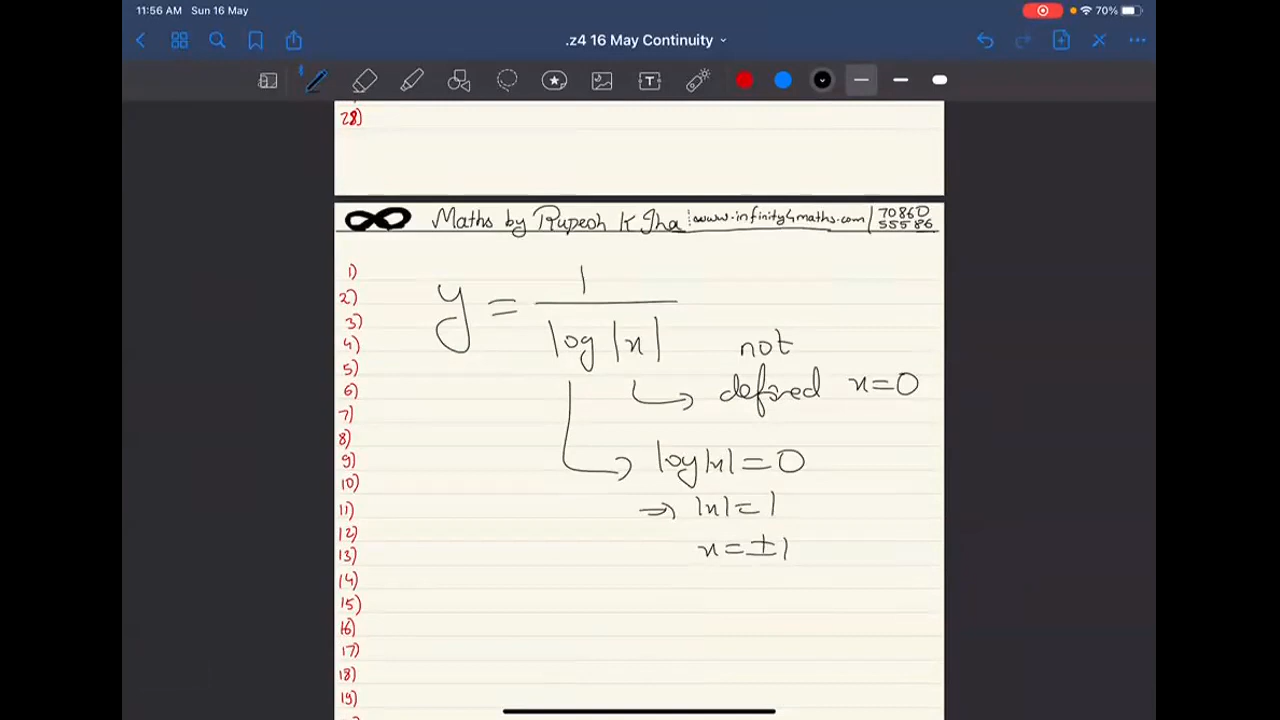 11:56 AM Sun 16 May
70%
.z4 16 May Continuity
28)
Maths by Rupesh K Jha | www.infinity4maths.com / 70860 55586
1)
2)
3)
4)
5)
6)
7)
8)
9)
10)
11)
12)
13)
14)
15)
16)
17)
18)
19)
y = 1 / log |x|
not
defined x=0
log|x| = 0
⇒ |x| = 1
x = ±1